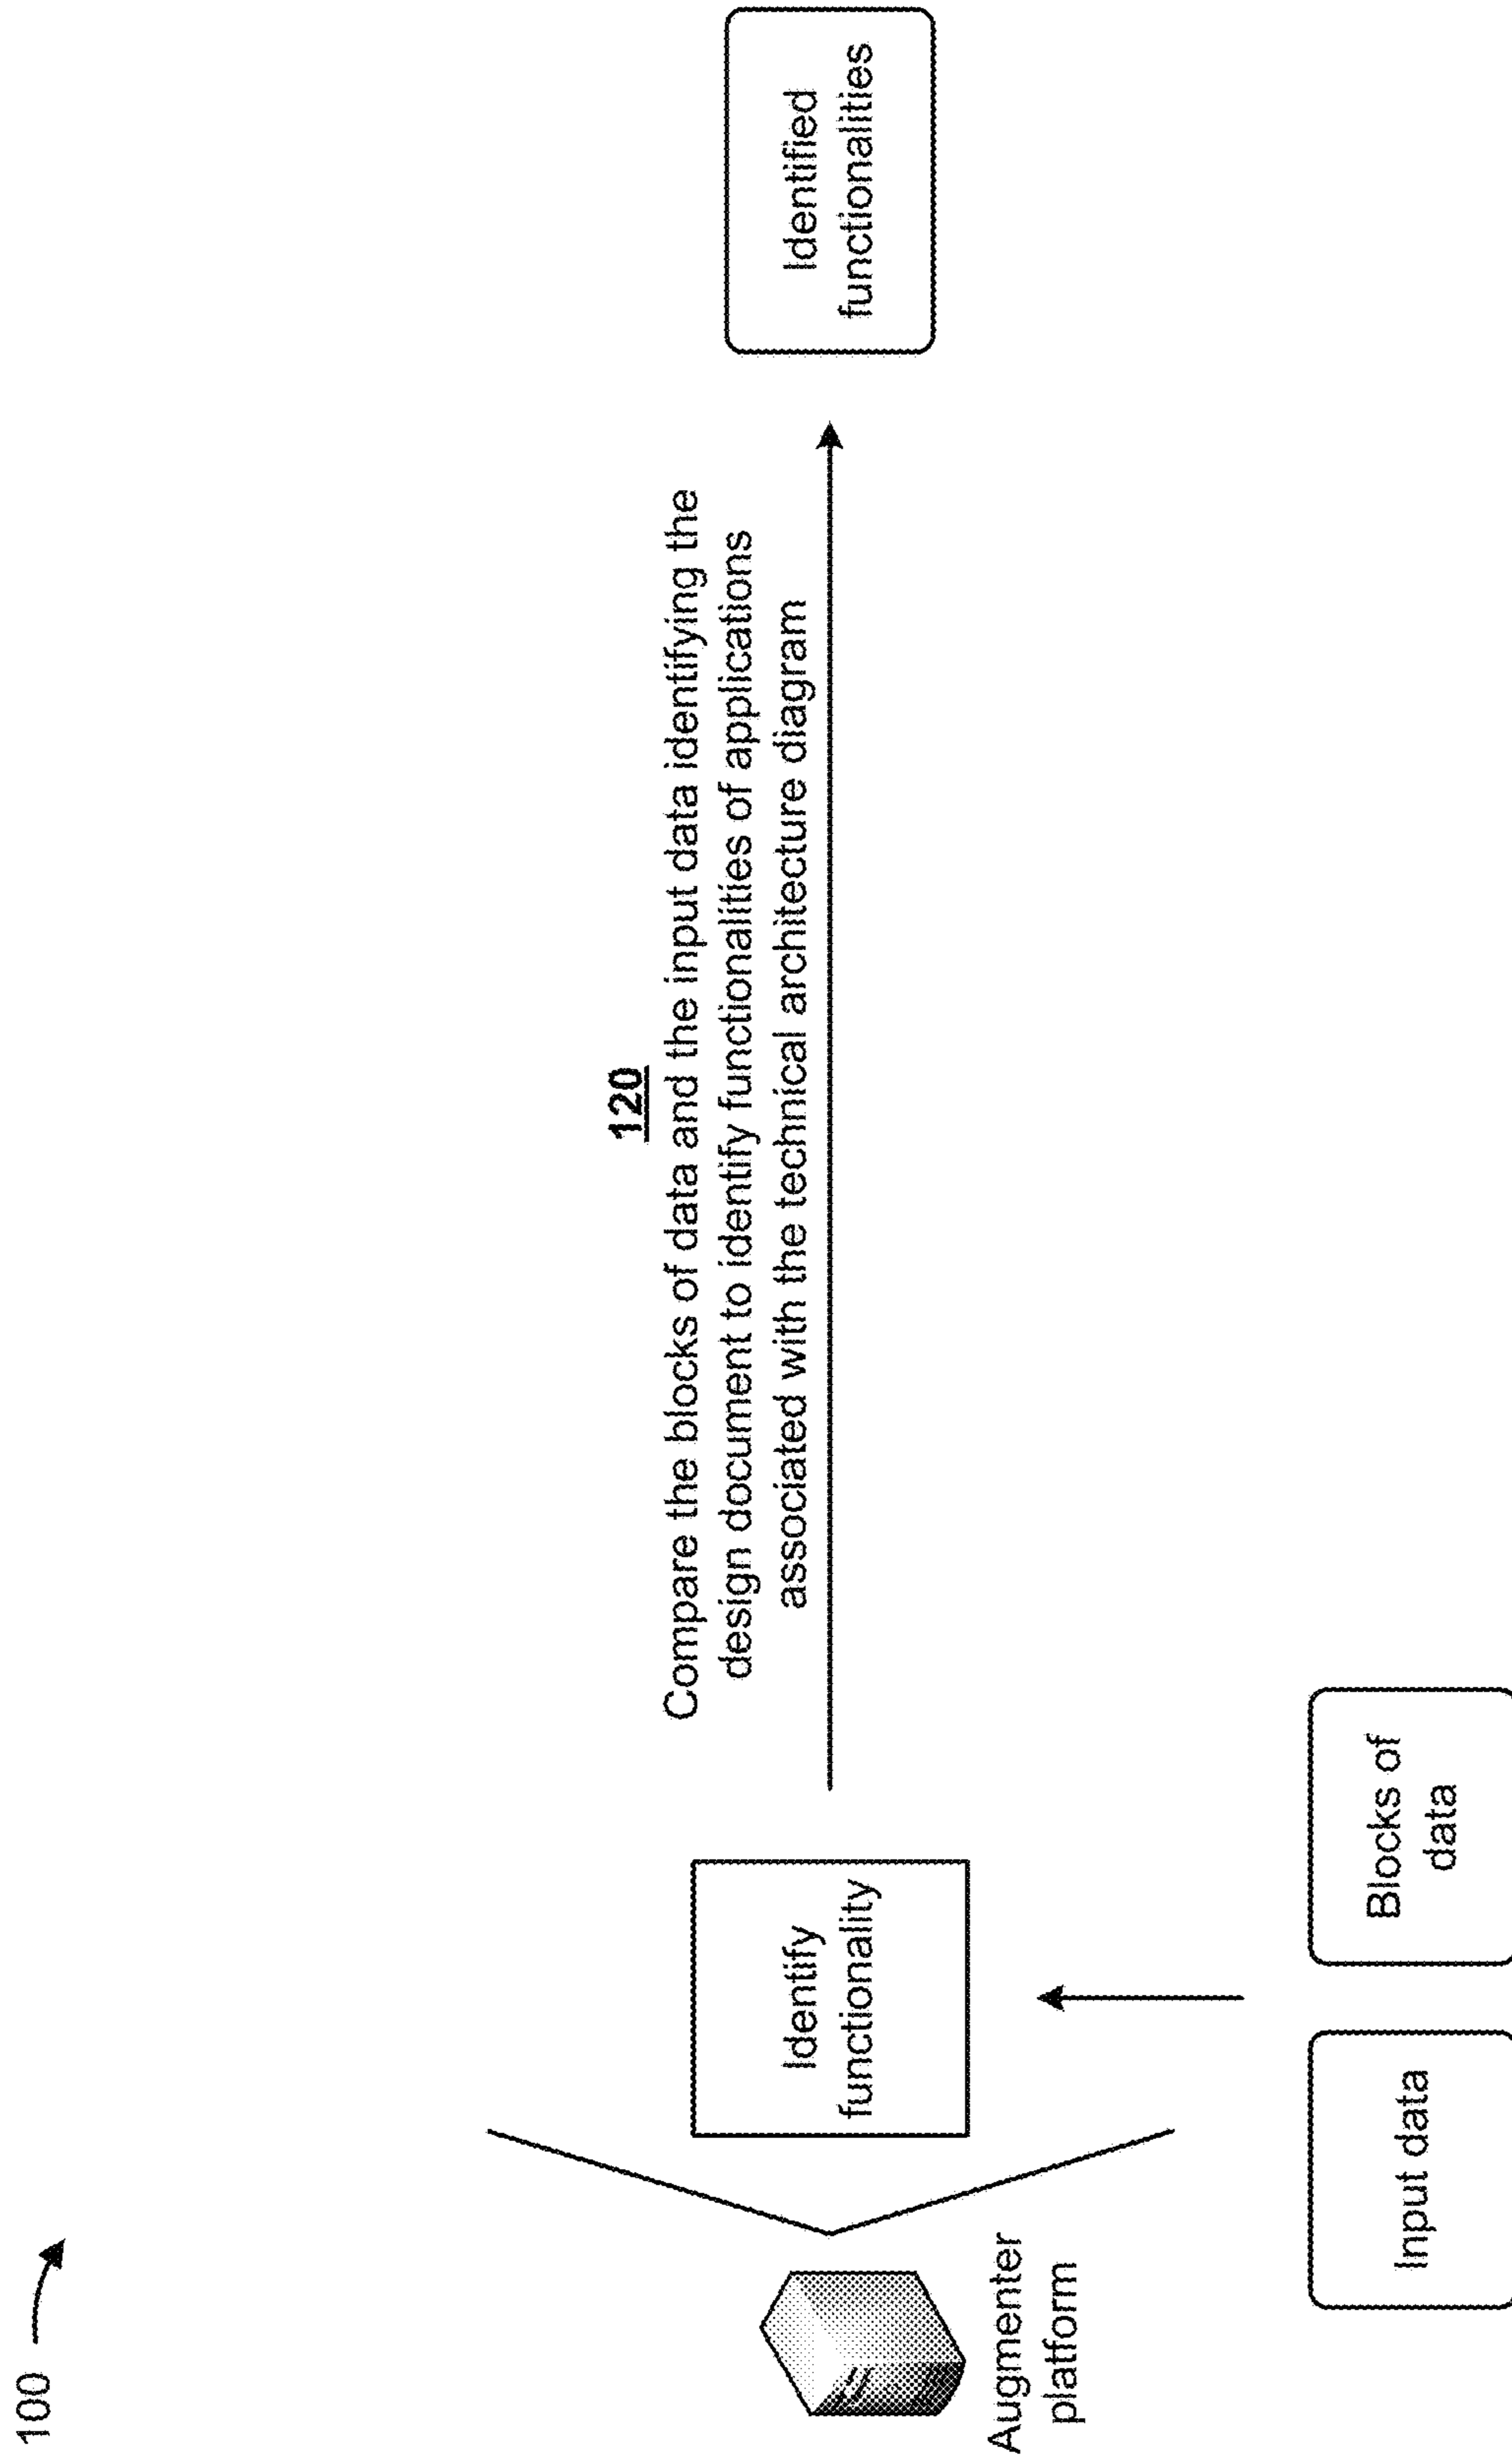 100
120
Compare the blocks of data and the input data identifying the
design document to identify functionalities of applications
associated with the technical architecture diagram
Augmenter
platform
Identify
functionality
Identified
functionalities
Input data
Blocks of
data